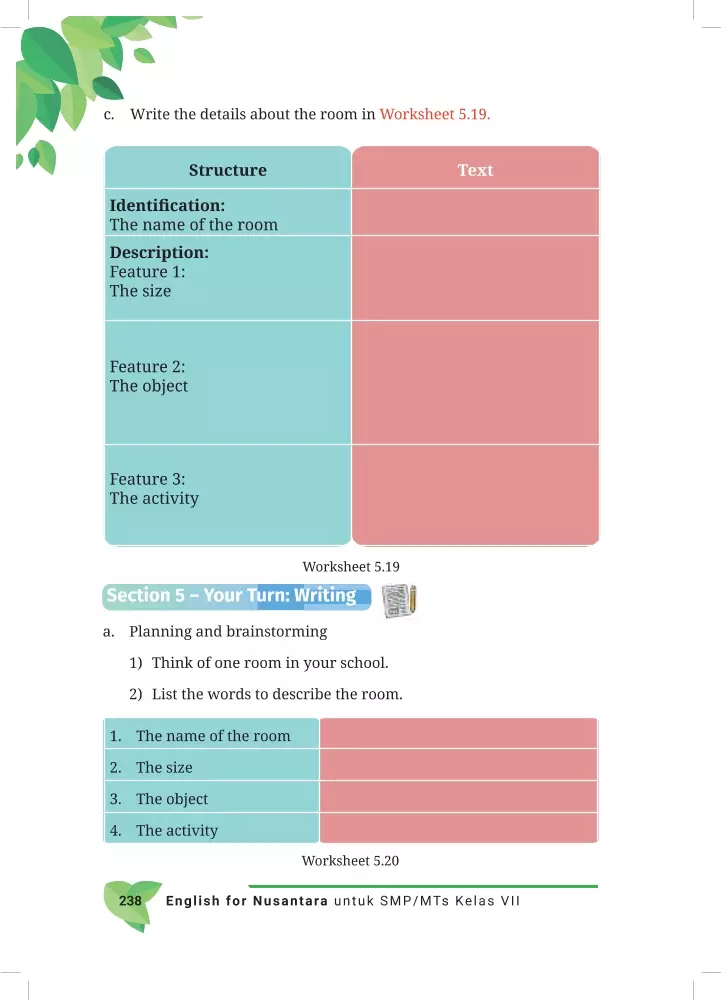 c. Write the details about the room in Worksheet 5.19.
Structure
Text
Identification:
The name of the room
Description:
Feature 1:
The size
Feature 2:
The object
Feature 3:
The activity
Worksheet 5.19
Section 5 – Your Turn: Writing
a. Planning and brainstorming
1) Think of one room in your school.
2) List the words to describe the room.
1. The name of the room
2. The size
3. The object
4. The activity
Worksheet 5.20
238 English for Nusantara untuk SMP/MTs Kelas VII